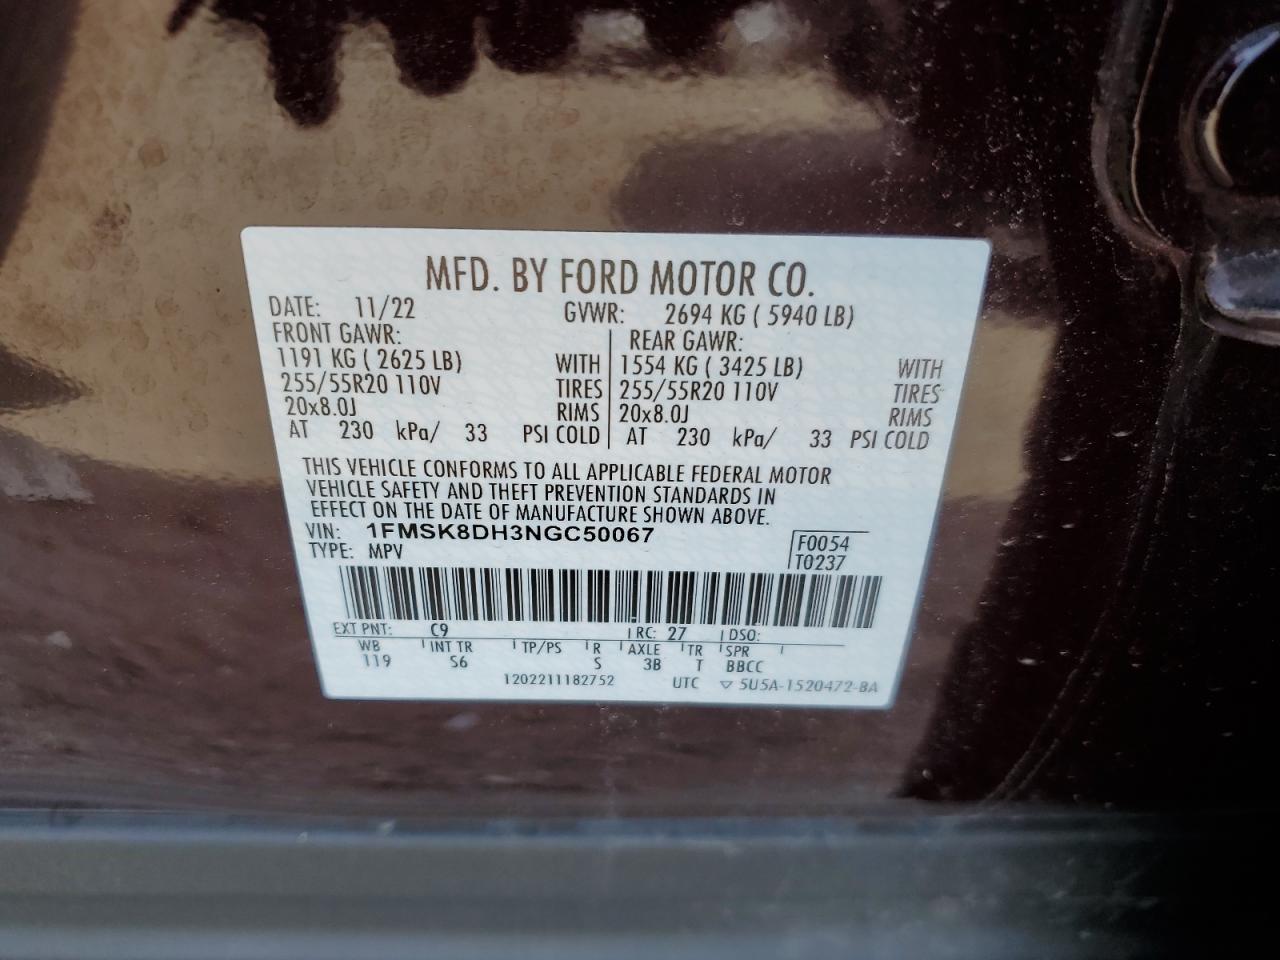 MFD. BY FORD MOTOR CO.
DATE: 11/22 GVWR: 2694 KG ( 5940 LB)
FRONT GAWR: REAR GAWR:
1191 KG ( 2625 LB) WITH 1554 KG ( 3425 LB) WITH
255/55R20 110V TIRES 255/55R20 110V TIRES
20x8.0J RIMS 20x8.0J RIMS
AT 230 kPa/ 33 PSI COLD AT 230 kPa/ 33 PSI COLD
THIS VEHICLE CONFORMS TO ALL APPLICABLE FEDERAL MOTOR
VEHICLE SAFETY AND THEFT PREVENTION STANDARDS IN
EFFECT ON THE DATE OF MANUFACTURE SHOWN ABOVE.
VIN: 1FMSK8DH3NGC50067 F0054
TYPE: MPV T0237
EXT PNT: C9 RC: 27 DSO:
WB INT TR TP/PS R AXLE TR SPR
119 S6 S 3B T BBCC
1202211182752 UTC ▽ 5U5A-1520472-BA